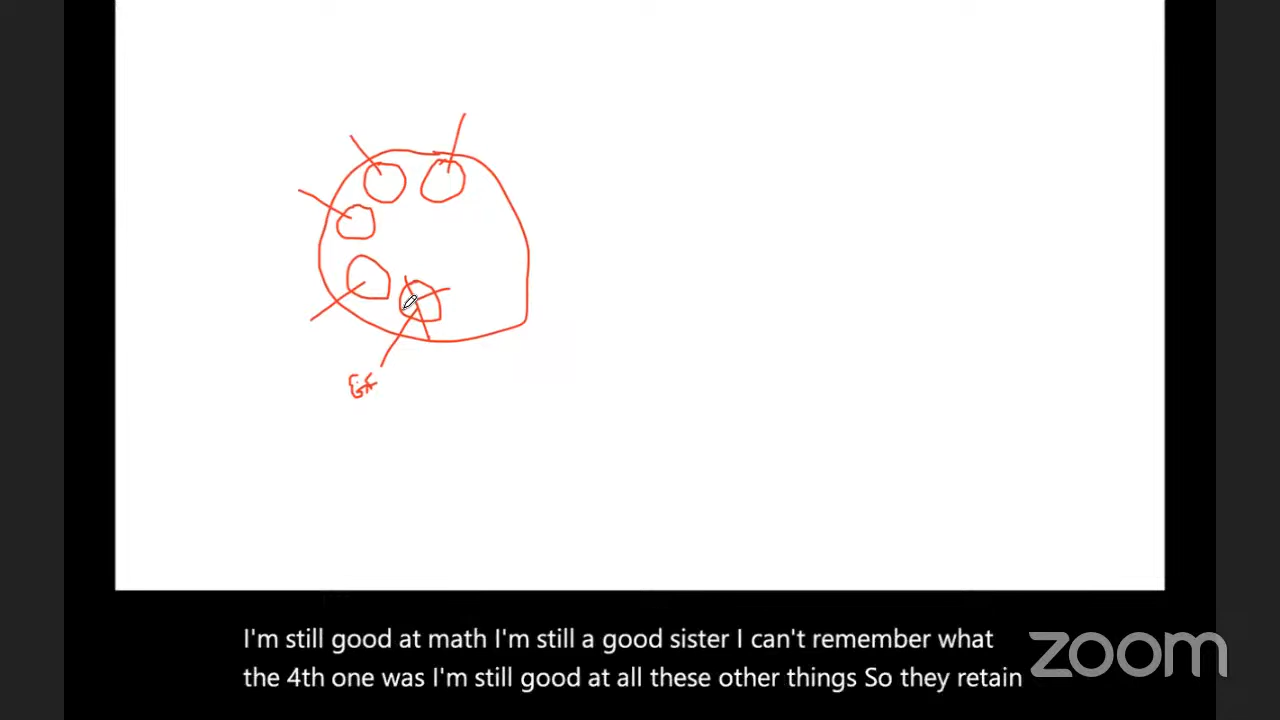 GF
I'm still good at math I'm still a good sister I can't remember what
the 4th one was I'm still good at all these other things So they retain
zoom